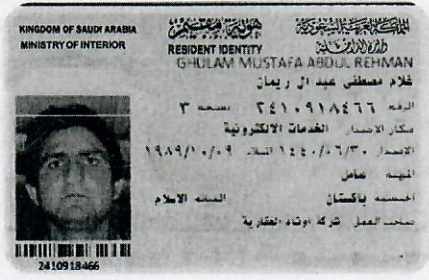 KINGDOM OF SAUDI ARABIA
MINISTRY OF INTERIOR
هوية مقيم
RESIDENT IDENTITY
المملكة العربية السعودية
وزارة الداخلية
GHULAM MUSTAFA ABDUL REHMAN
غلام مصطفى عبد ال ريمان
الرقم ٢٤١٠٩١٨٤٦٦ نسخة ٣
مكان الإصدار الخدمات الالكترونية
الإصدار ١٤٤٠/٠٦/٣٠ الميلاد ١٩٨٩/١٠/٠٩
المهنة عامل
الجنسية باكستان الديانة الاسلام
صاحب العمل شركة اوتاد العقارية
2410918466